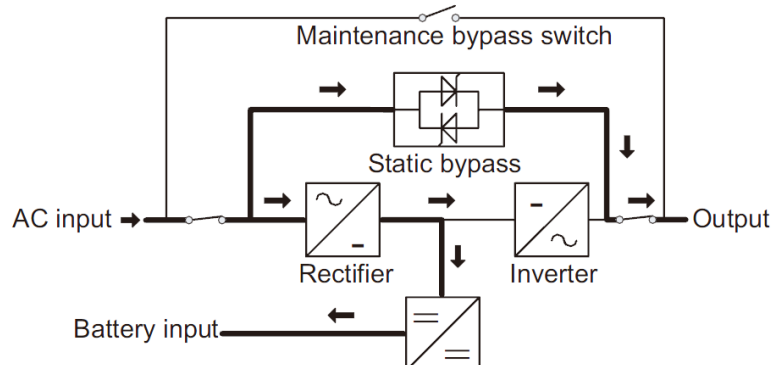 Maintenance bypass switch
Static bypass
AC input
Output
Rectifier
Inverter
Battery input